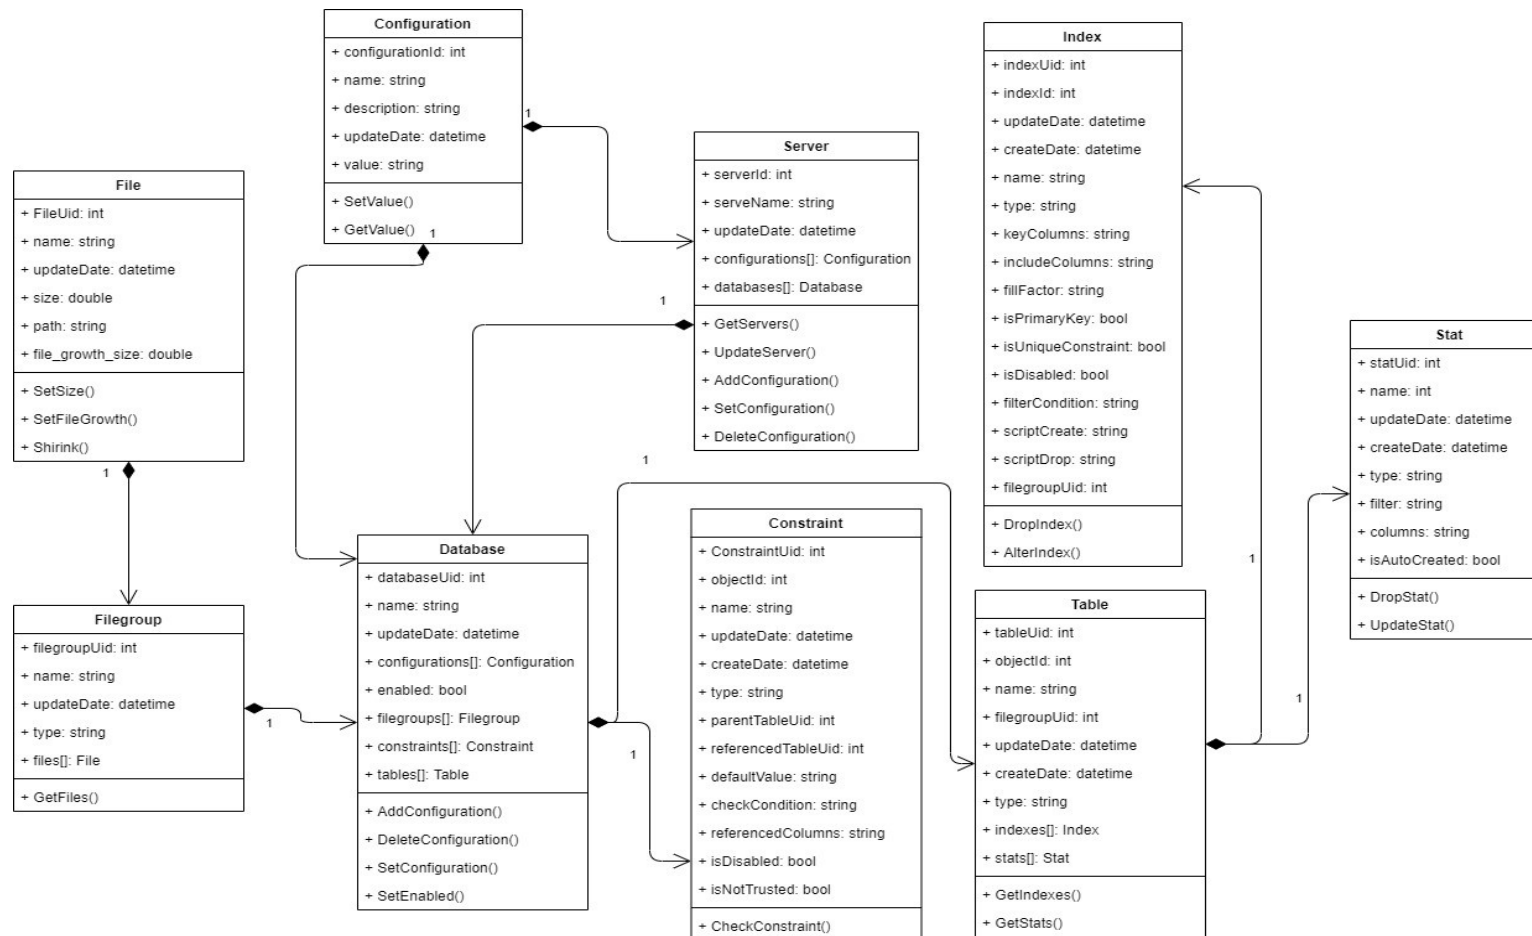 Configuration
+ configurationId: int
+ name: string
+ description: string
+ updateDate: datetime
+ value: string
+ SetValue()
+ GetValue()
1
1
File
+ FileUid: int
+ name: string
+ updateDate: datetime
+ size: double
+ path: string
+ file_growth_size: double
+ SetSize()
+ SetFileGrowth()
+ Shirink()
1
Filegroup
+ filegroupUid: int
+ name: string
+ updateDate: datetime
+ type: string
+ files[]: File
+ GetFiles()
1
Server
+ serverId: int
+ serveName: string
+ updateDate: datetime
+ configurations[]: Configuration
+ databases[]: Database
+ GetServers()
+ UpdateServer()
+ AddConfiguration()
+ SetConfiguration()
+ DeleteConfiguration()
1
Database
+ databaseUid: int
+ name: string
+ updateDate: datetime
+ configurations[]: Configuration
+ enabled: bool
+ filegroups[]: Filegroup
+ constraints[]: Constraint
+ tables[]: Table
+ AddConfiguration()
+ DeleteConfiguration()
+ SetConfiguration()
+ SetEnabled()
1
1
Constraint
+ ConstraintUid: int
+ objectId: int
+ name: string
+ updateDate: datetime
+ createDate: datetime
+ type: string
+ parentTableUid: int
+ referencedTableUid: int
+ defaultValue: string
+ checkCondition: string
+ referencedColumns: string
+ isDisabled: bool
+ isNotTrusted: bool
+ CheckConstraint()
Index
+ indexUid: int
+ indexId: int
+ updateDate: datetime
+ createDate: datetime
+ name: string
+ type: string
+ keyColumns: string
+ includeColumns: string
+ fillFactor: string
+ isPrimaryKey: bool
+ isUniqueConstraint: bool
+ isDisabled: bool
+ filterCondition: string
+ scriptCreate: string
+ scriptDrop: string
+ filegroupUid: int
+ DropIndex()
+ AlterIndex()
Table
+ tableUid: int
+ objectId: int
+ name: string
+ filegroupUid: int
+ updateDate: datetime
+ createDate: datetime
+ type: string
+ indexes[]: Index
+ stats[]: Stat
+ GetIndexes()
+ GetStats()
1
1
Stat
+ statUid: int
+ name: int
+ updateDate: datetime
+ createDate: datetime
+ type: string
+ filter: string
+ columns: string
+ isAutoCreated: bool
+ DropStat()
+ UpdateStat()